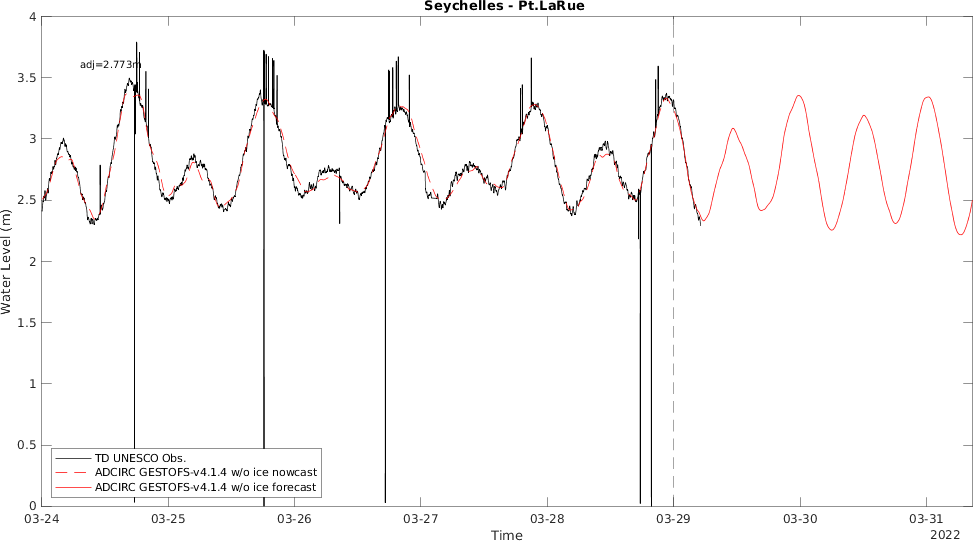 Seychelles - Pt.LaRue
adj=2.773m
4
3.5
3
2.5
2
1.5
1
0.5
0
Water Level (m)
TD UNESCO Obs.
ADCIRC GESTOFS-v4.1.4 w/o ice nowcast
ADCIRC GESTOFS-v4.1.4 w/o ice forecast
03-24
03-25
03-26
03-27
03-28
03-29
03-30
03-31
Time
2022